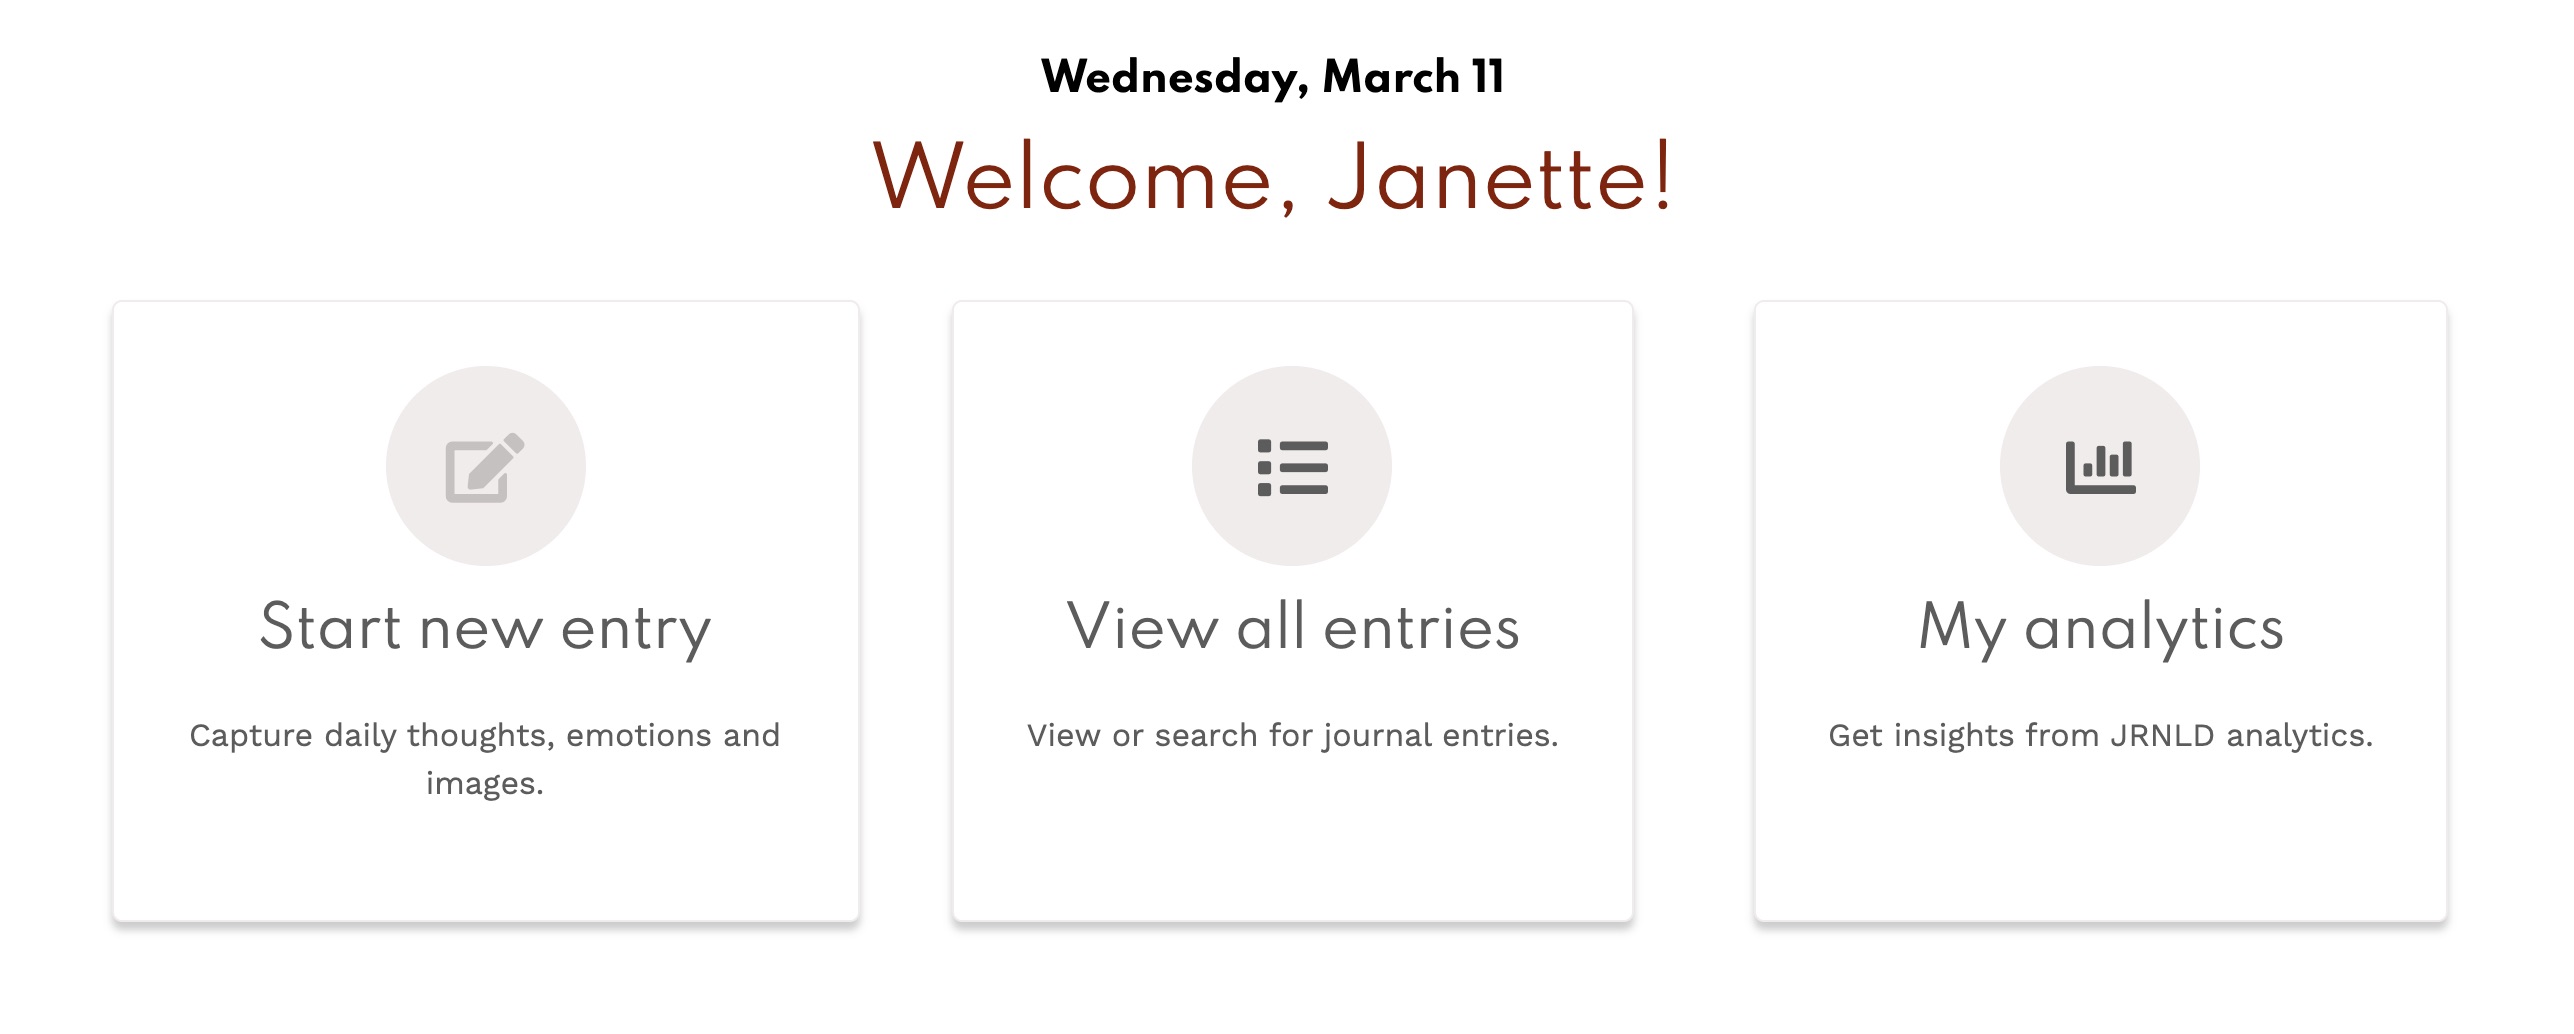 Wednesday, March 11
Welcome, Janette!
Start new entry
Capture daily thoughts, emotions and
images.
View all entries
View or search for journal entries.
My analytics
Get insights from JRNLD analytics.